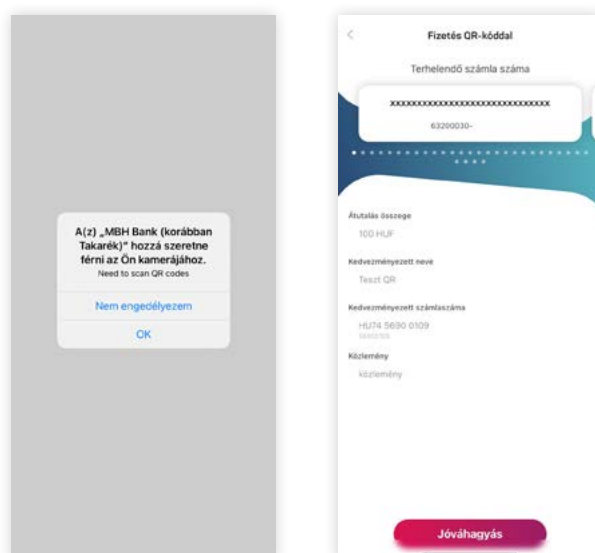 A(z) „MBH Bank (korábban
Takarék)" hozzá szeretne
férni az Ön kamerájához.
Need to scan QR codes
Nem engedélyezem
OK
Fizetés QR-kóddal
Terhelendő számla száma
xxxxxxxxxxxxxxxxxxxxxxxxxxxxxx
63200030-
Átutalás összege
100 HUF
Kedvezményezett neve
Teszt QR
Kedvezményezett számlaszáma
HU74 5690 0109
Közlemény
közlemény
Jóváhagyás